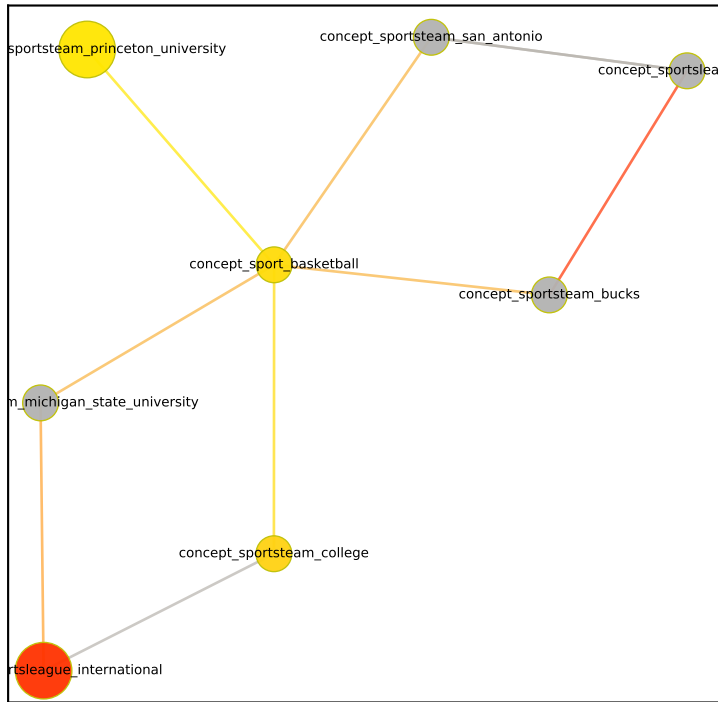 concept_sportsteam_san_antonio
sportsteam_princeton_university
concept_sportslea
concept_sport_basketball
concept_sportsteam_bucks
m_michigan_state_university
concept_sportsteam_college
rtsleague_international